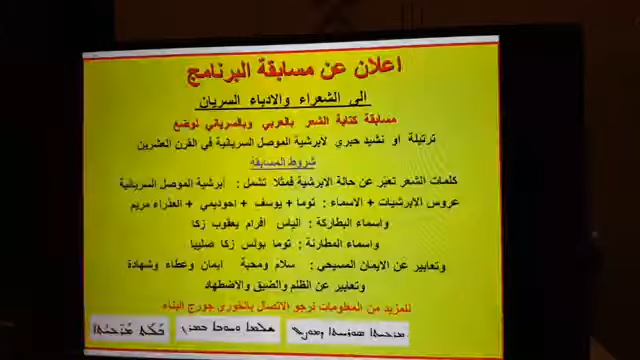 اعلان عن مسابقة البرنامج
الى الشعراء والادباء السريان
مسابقة كتابة الشعر بالعربي وبالسرياني لوضع
ترتيلة او نشيد حبري لابرشية الموصل السريانية في القرن العشرين
شروط المسابقة
كلمات الشعر تعبّر عن حالة الابرشية فمثلا تشمل : أبرشية الموصل السريانية
عروس الابرشيات + الاسماء : توما + يوسف + احوديمي + العذراء مريم
واسماء البطاركة : الياس افرام يعقوب زكا
واسماء المطارنة : توما بولس زكا صليبا
وتعابير عن الايمان المسيحي : سلام ومحبة ايمان وعطاء وشهادة
وتعابير عن الظلم والضيق والاضطهاد
للمزيد من المعلومات نرجو الاتصال بالخوري جورج البناء